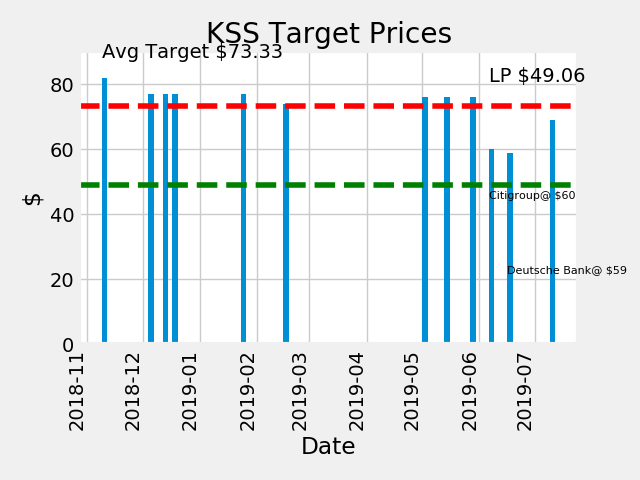 KSS Target Prices
Avg Target $73.33
LP $49.06
80
60
40
20
0
$
Citigroup@ $60
Deutsche Bank@ $59
2018-11
2018-12
2019-01
2019-02
2019-03
2019-04
2019-05
2019-06
2019-07
Date